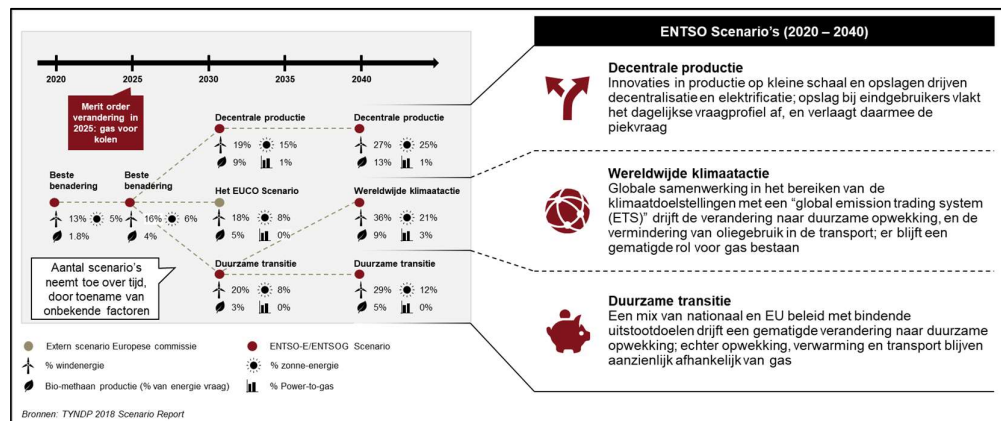 ENTSO Scenario's (2020 – 2040)
2020 2025 2030 2035 2040
Merit order
verandering in
2025: gas voor
kolen
Beste
benadering
13% 5%
1.8%
Beste
benadering
16% 6%
4%
Decentrale productie
19% 15%
9% 1%
Decentrale productie
27% 25%
13% 1%
Het EUCO Scenario
18% 8%
5% 0%
Wereldwijde klimaatactie
36% 21%
9% 3%
Duurzame transitie
20% 8%
3% 0%
Duurzame transitie
29% 12%
5% 0%
Aantal scenario's
neemt toe over tijd,
door toename van
onbekende factoren
Extern scenario Europese commissie
ENTSO-E/ENTSOG Scenario
% windenergie
% zonne-energie
Bio-methaan productie (% van energie vraag)
% Power-to-gas
Decentrale productie
Innovaties in productie op kleine schaal en opslagen drijven
decentralisatie en elektrificatie; opslag bij eindgebruikers vlakt
het dagelijkse vraagprofiel af, en verlaagt daarmee de
piekvraag
Wereldwijde klimaatactie
Globale samenwerking in het bereiken van de
klimaatdoelstellingen met een “global emission trading system
(ETS)” drijft de verandering naar duurzame opwekking, en de
vermindering van oliegebruik in de transport; er blijft een
gematigde rol voor gas bestaan
Duurzame transitie
Een mix van nationaal en EU beleid met bindende
uitstootdoelen drijft een gematigde verandering naar duurzame
opwekking; echter opwekking, verwarming en transport blijven
aanzienlijk afhankelijk van gas
Bronnen: TYNDP 2018 Scenario Report